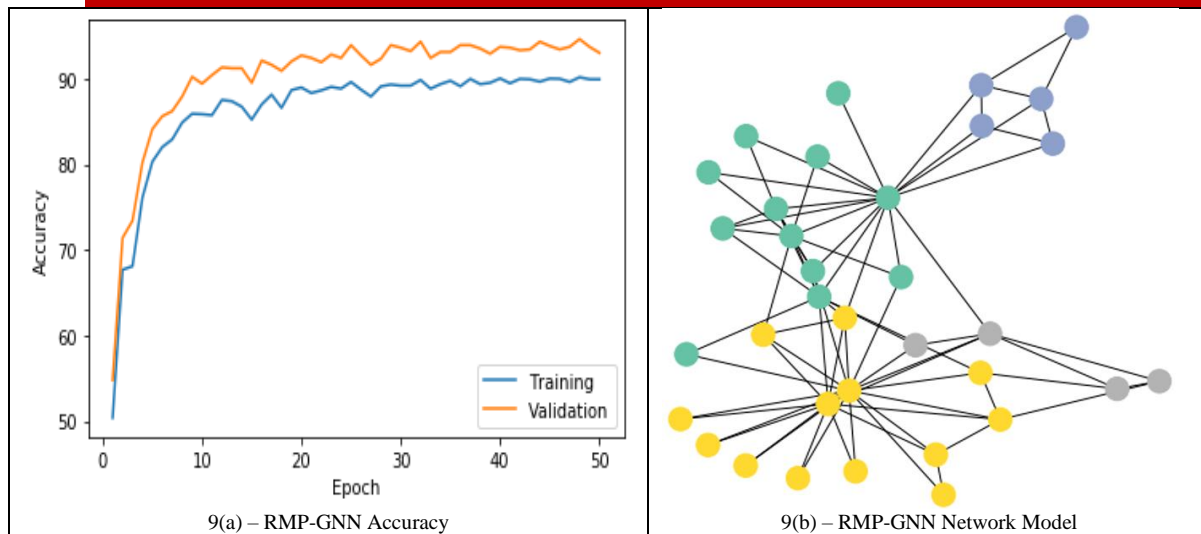 90
80
70
60
50
Accuracy
0 10 20 30 40 50
Epoch
Training
Validation
9(a) – RMP-GNN Accuracy
9(b) – RMP-GNN Network Model